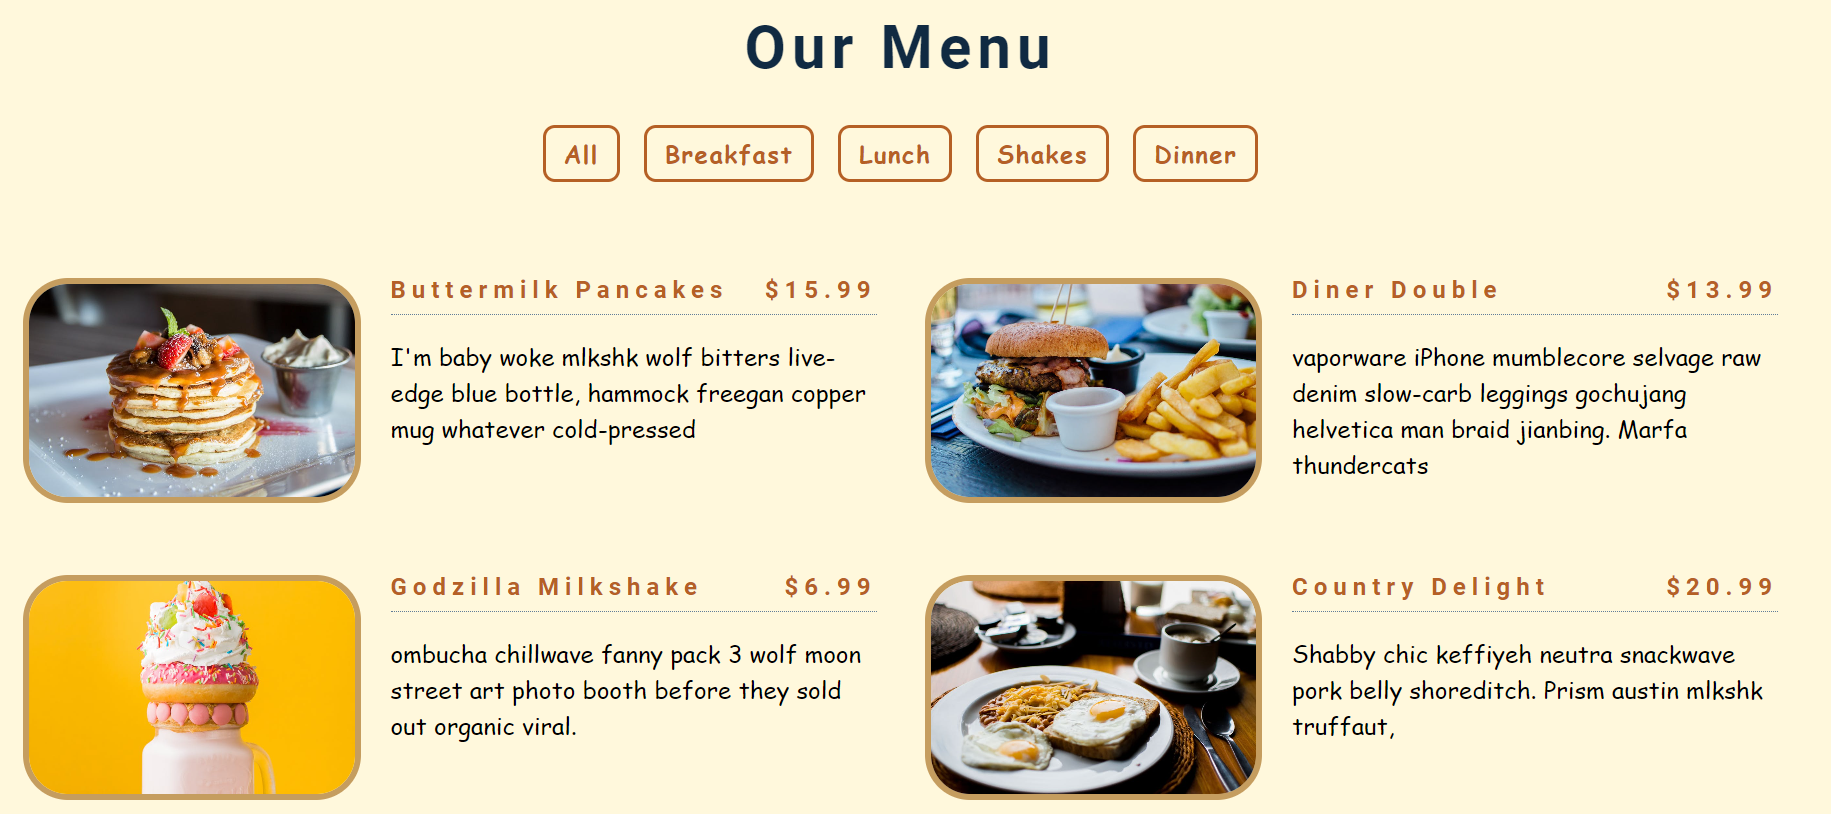 Our Menu
All
Breakfast
Lunch
Shakes
Dinner
Buttermilk Pancakes $15.99
I'm baby woke mlkshk wolf bitters live-
edge blue bottle, hammock freegan copper
mug whatever cold-pressed
Diner Double $13.99
vaporware iPhone mumblecore selvage raw
denim slow-carb leggings gochujang
helvetica man braid jianbing. Marfa
thundercats
Godzilla Milkshake $6.99
ombucha chillwave fanny pack 3 wolf moon
street art photo booth before they sold
out organic viral.
Country Delight $20.99
Shabby chic keffiyeh neutra snackwave
pork belly shoreditch. Prism austin mlkshk
truffaut,